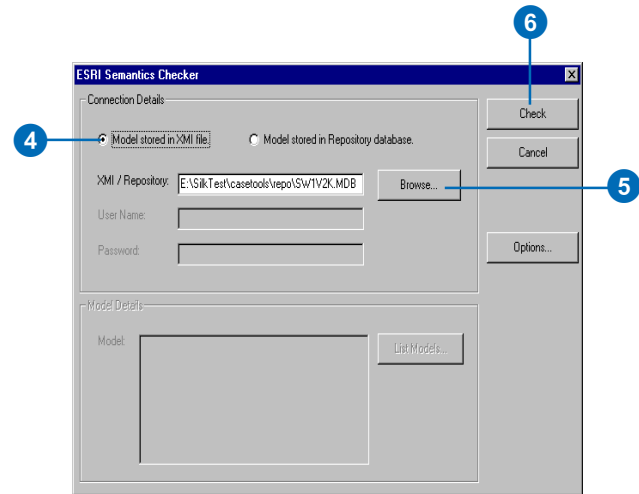 6
ESRI Semantics Checker
Connection Details
Check
4
Model stored in XMI file.
Model stored in Repository database.
Cancel
XMI / Repository:
E:\SilkTest\casetools\repo\SW1V2K.MDB
Browse...
5
User Name:
Password:
Options...
Model Details
Model:
List Models...